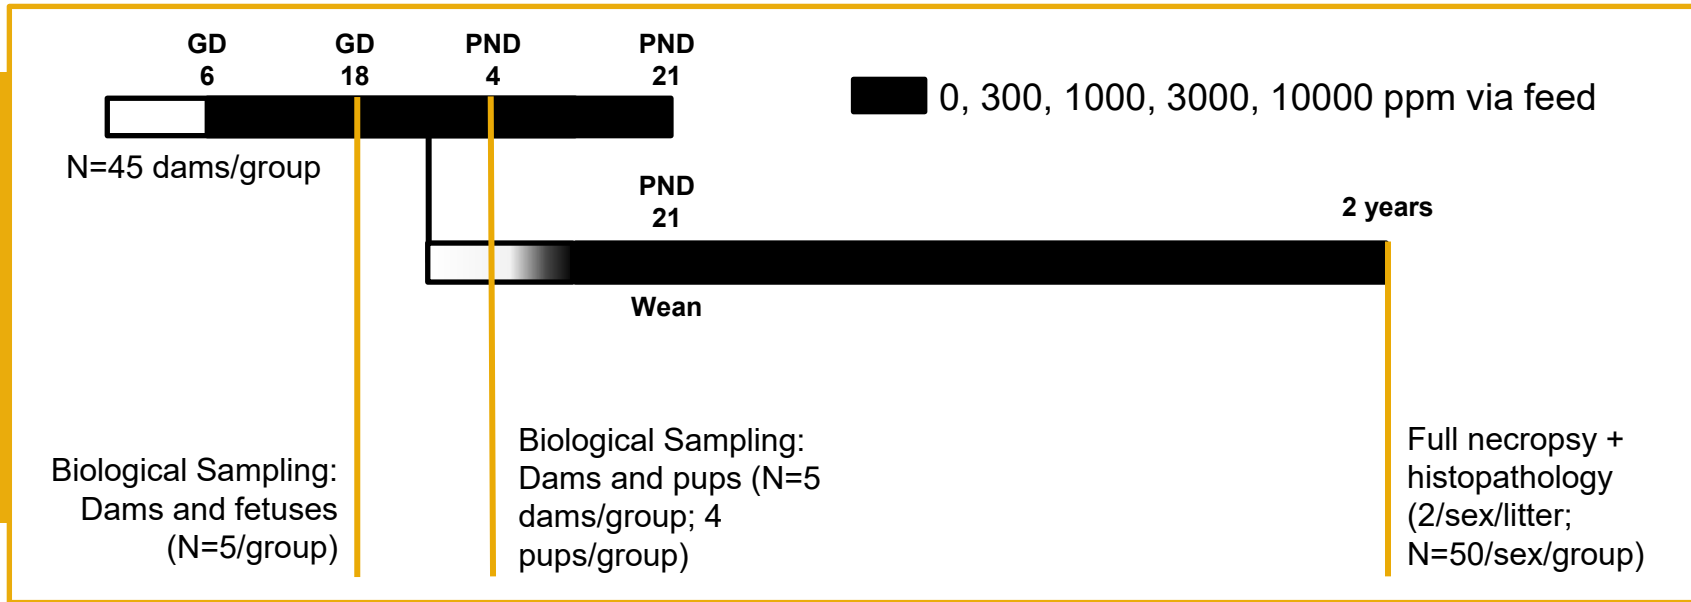 GD
6
GD
18
PND
4
PND
21
0, 300, 1000, 3000, 10000 ppm via feed
N=45 dams/group
PND
21
2 years
Wean
Biological Sampling:
Dams and fetuses
(N=5/group)
Biological Sampling:
Dams and pups (N=5
dams/group; 4
pups/group)
Full necropsy +
histopathology
(2/sex/litter;
N=50/sex/group)